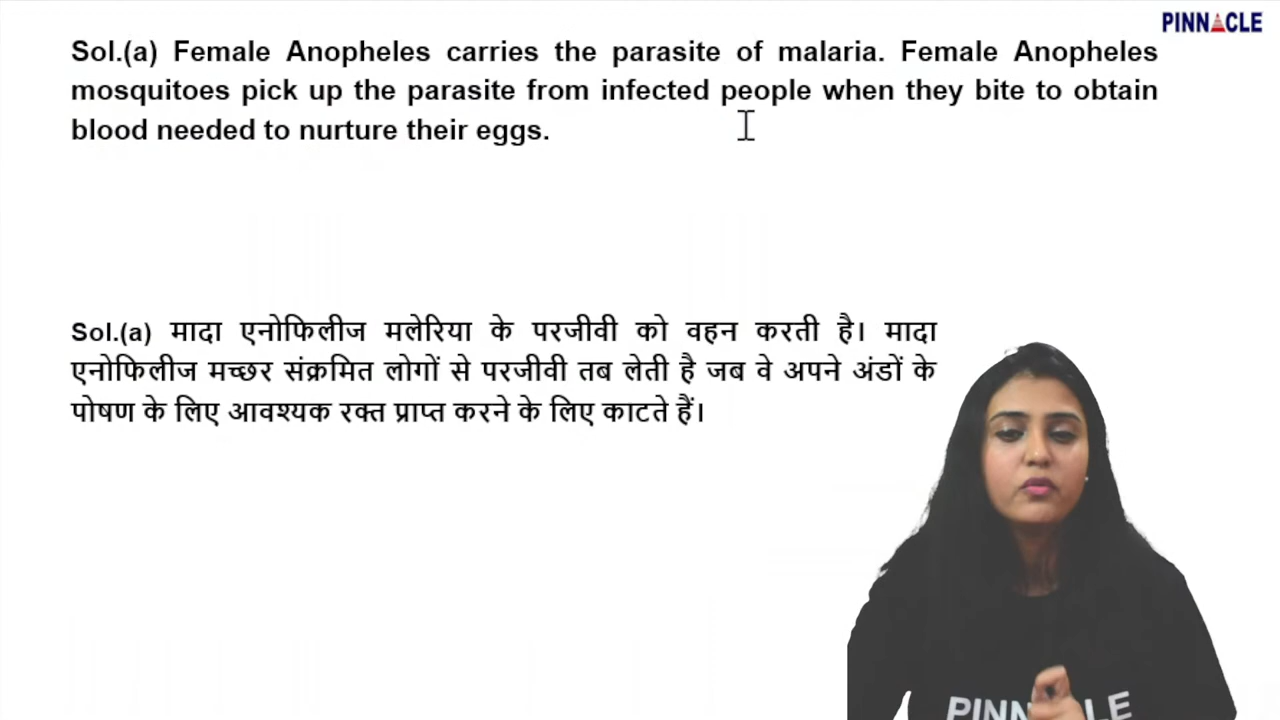 PINNACLE
Sol.(a) Female Anopheles carries the parasite of malaria. Female Anopheles
mosquitoes pick up the parasite from infected people when they bite to obtain
blood needed to nurture their eggs.
Sol.(a) मादा एनोफिलीज मलेरिया के परजीवी को वहन करती है। मादा
एनोफिलीज मच्छर संक्रमित लोगों से परजीवी तब लेती है जब वे अपने अंडों के
पोषण के लिए आवश्यक रक्त प्राप्त करने के लिए काटते हैं।
PINNACLE